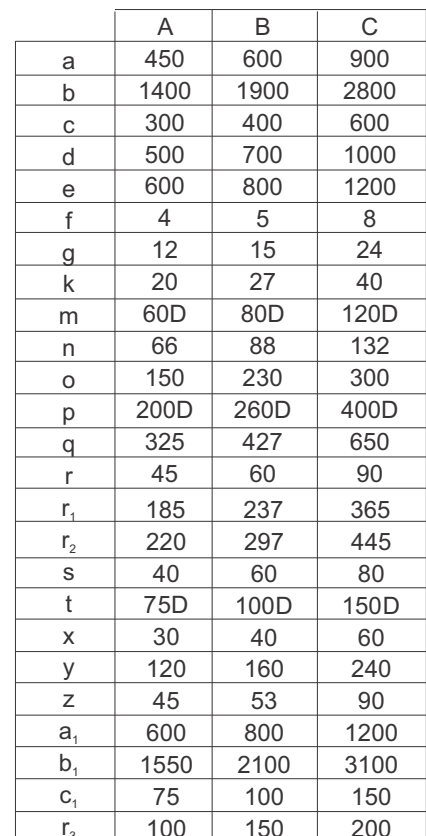 A B C
a 450 600 900
b 1400 1900 2800
c 300 400 600
d 500 700 1000
e 600 800 1200
f 4 5 8
g 12 15 24
k 20 27 40
m 60D 80D 120D
n 66 88 132
o 150 230 300
p 200D 260D 400D
q 325 427 650
r 45 60 90
r₁ 185 237 365
r₂ 220 297 445
s 40 60 80
t 75D 100D 150D
x 30 40 60
y 120 160 240
z 45 53 90
a₁ 600 800 1200
b₁ 1550 2100 3100
c₁ 75 100 150
r₃ 100 150 200